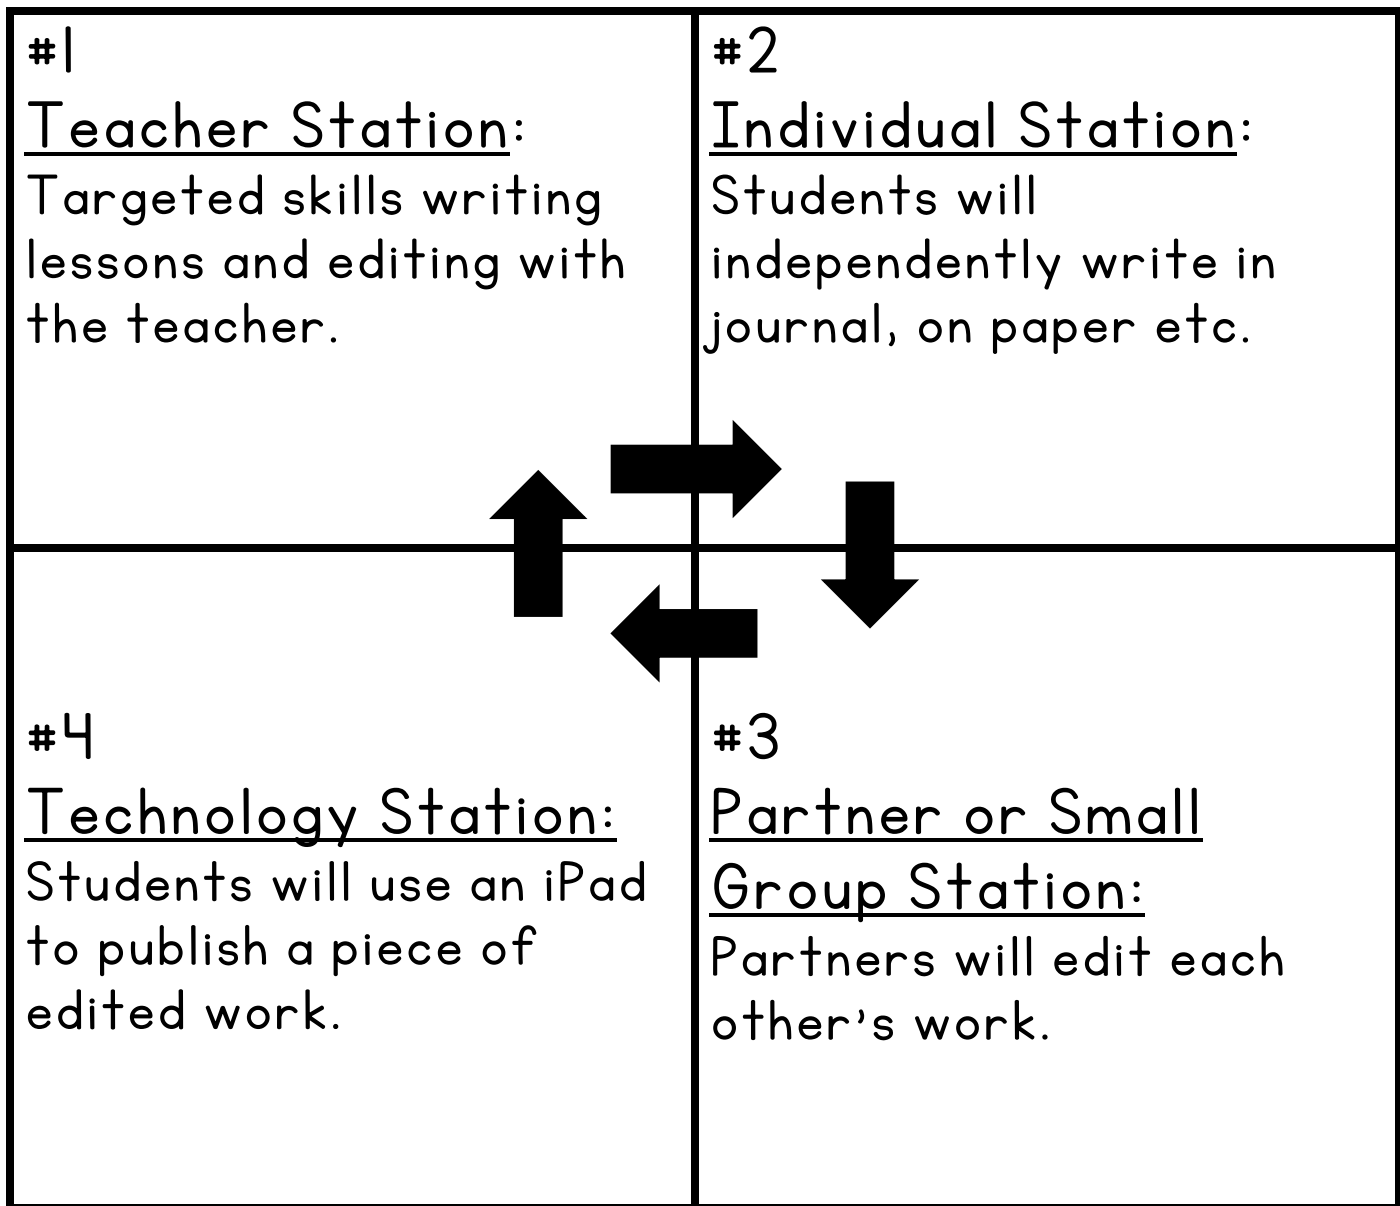 #1
Teacher Station:
Targeted skills writing
lessons and editing with
the teacher.
#2
Individual Station:
Students will
independently write in
journal, on paper etc.
#4
Technology Station:
Students will use an iPad
to publish a piece of
edited work.
#3
Partner or Small
Group Station:
Partners will edit each
other's work.